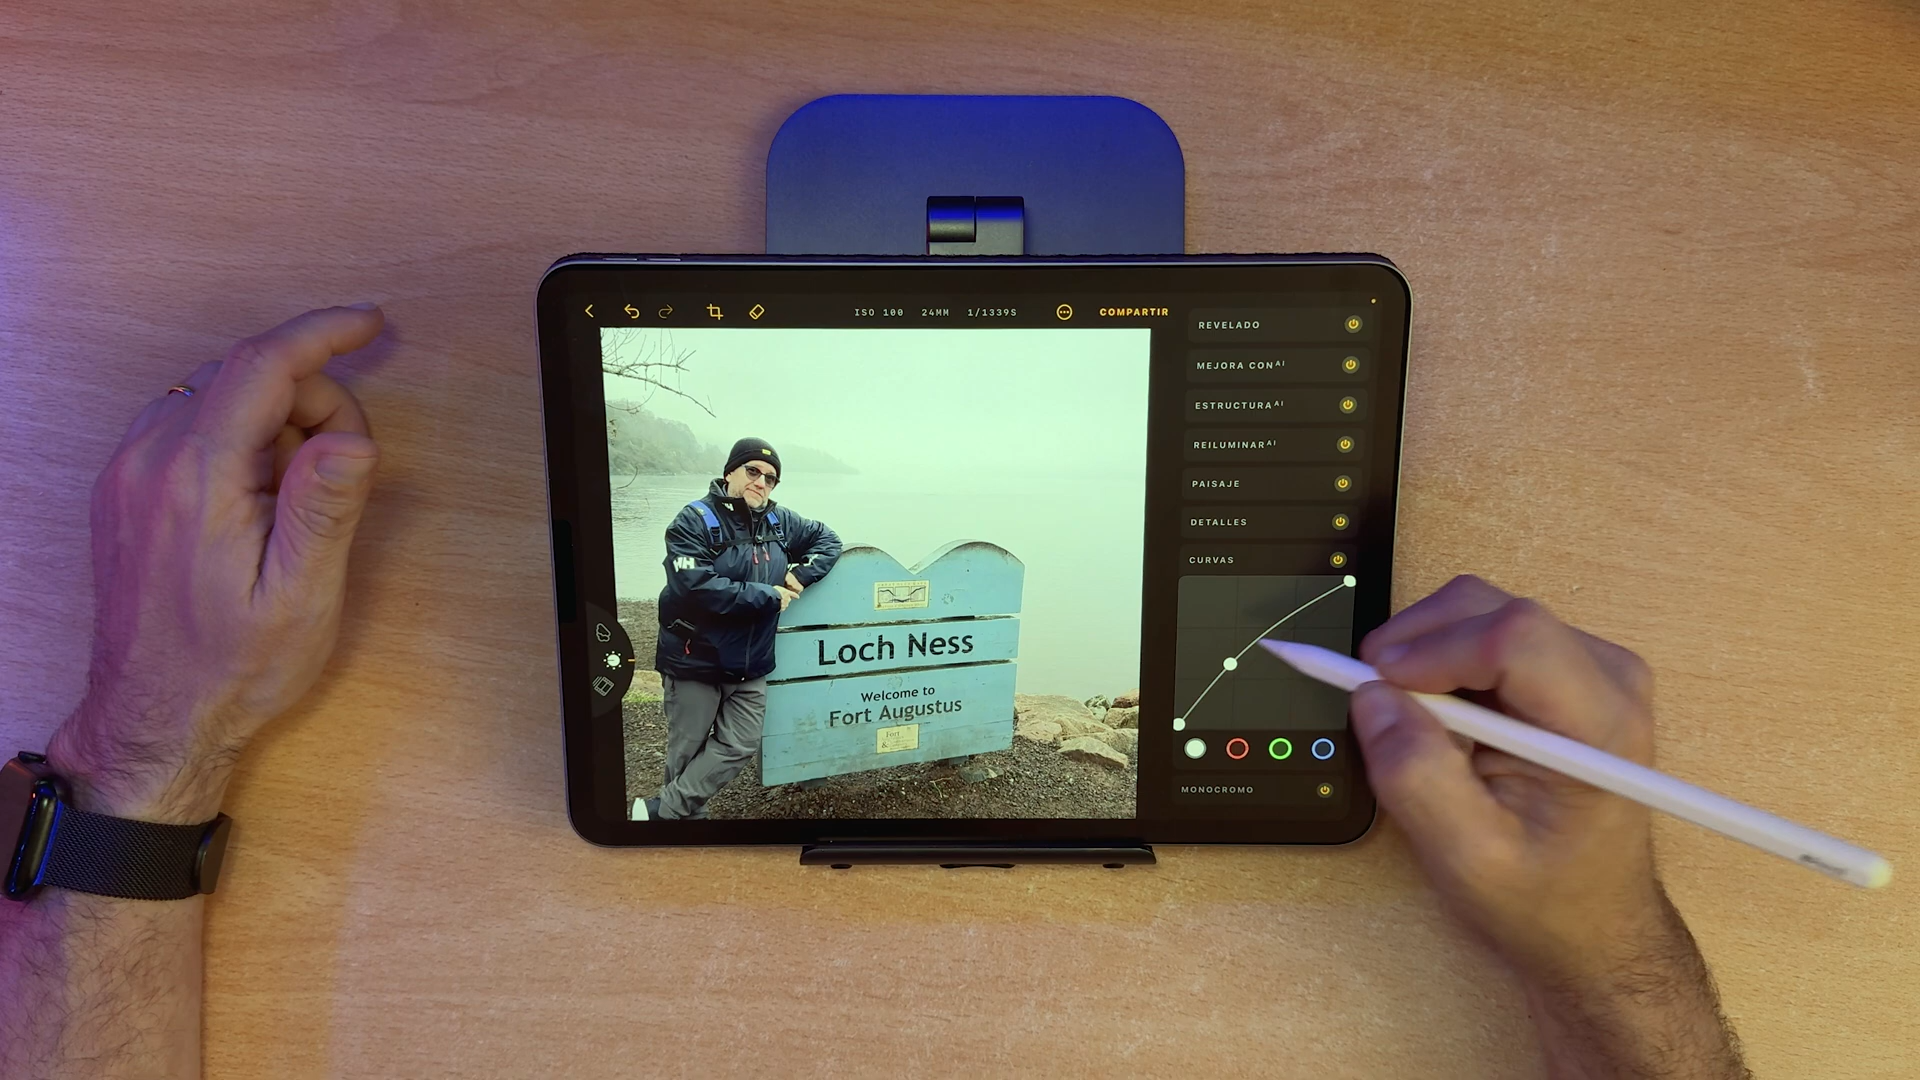 ISO 100 24MM 1/1339S COMPARTIR
REVELADO
MEJORA CON AI
ESTRUCTURA AI
REILUMINAR AI
PAISAJE
DETALLES
CURVAS
MONOCROMO
HH
Loch Ness
Welcome to
Fort Augustus
Fort
&